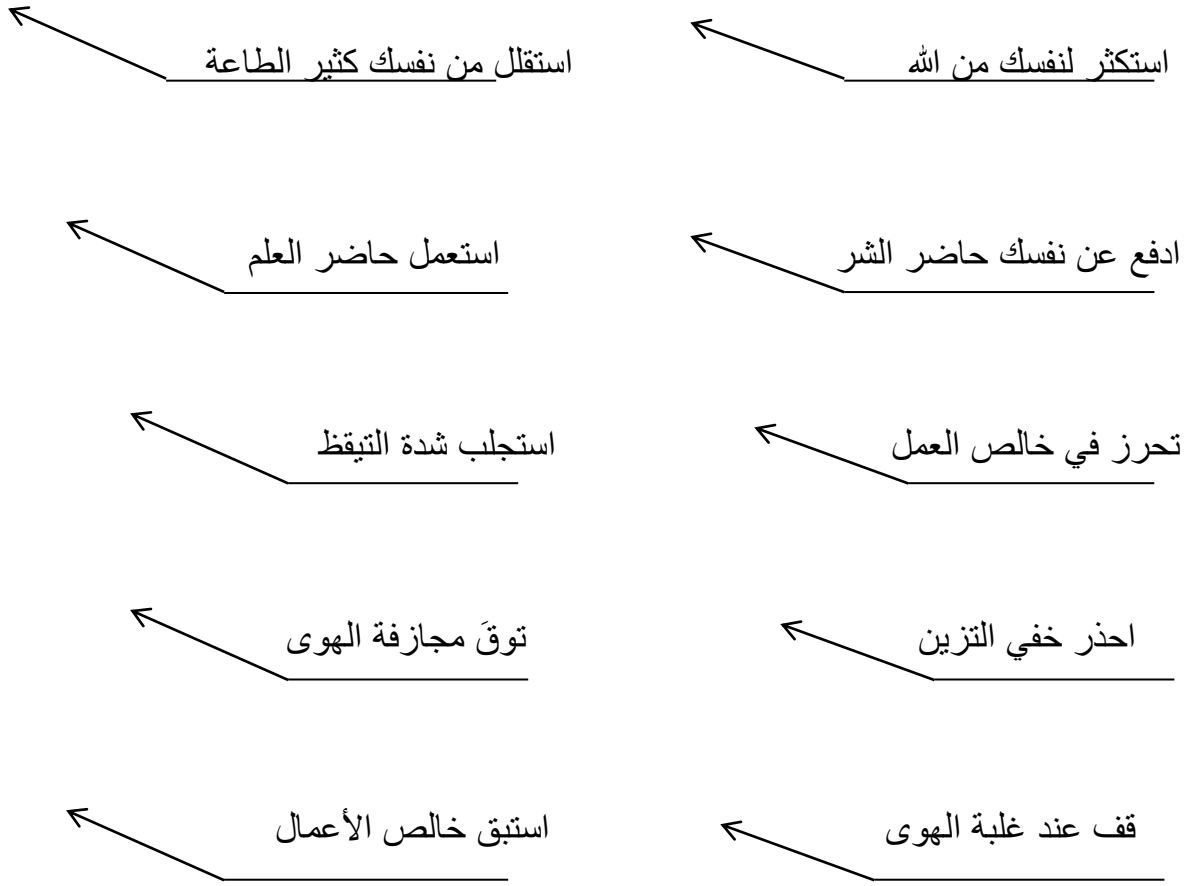 استكثر لنفسك من الله
استقلل من نفسك كثير الطاعة
ادفع عن نفسك حاضر الشر
استعمل حاضر العلم
تحرز في خالص العمل
استجلب شدة التيقظ
احذر خفي التزين
توقَ مجازفة الهوى
قف عند غلبة الهوى
استبق خالص الأعمال